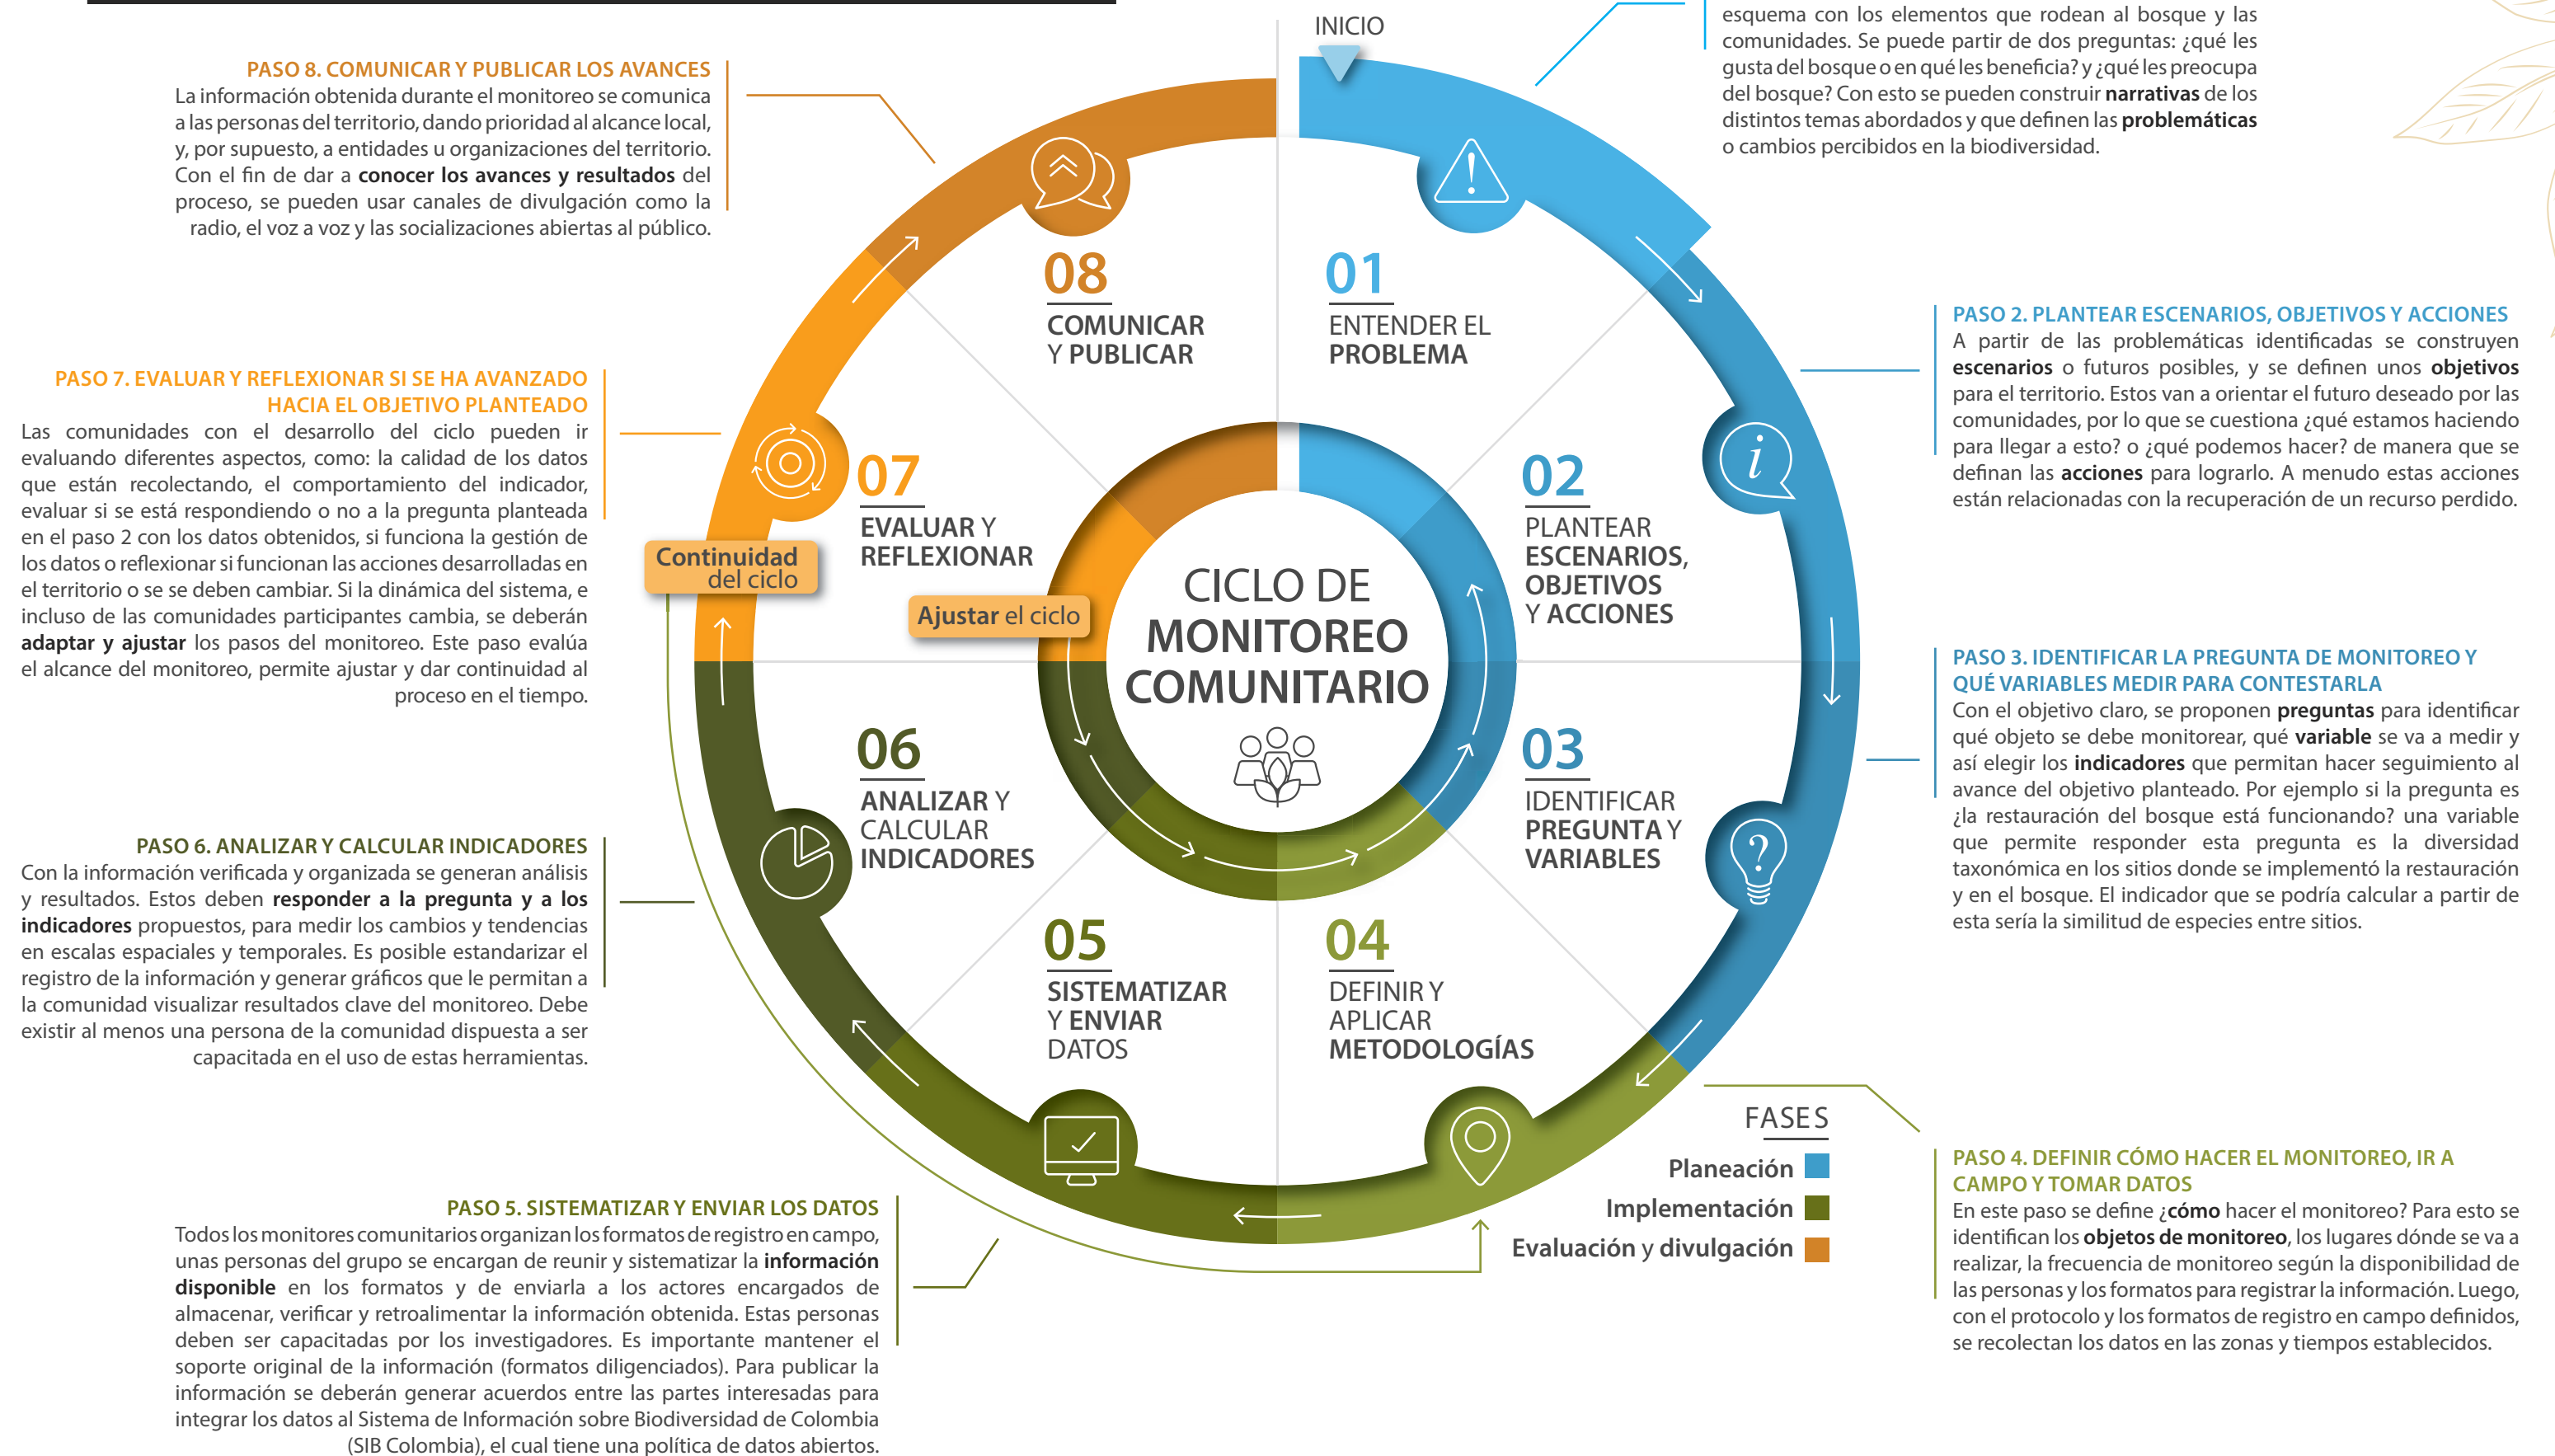 INICIO
esquema con los elementos que rodean al bosque y las
comunidades. Se puede partir de dos preguntas: ¿qué les
gusta del bosque o en qué les beneficia? y ¿qué les preocupa
del bosque? Con esto se pueden construir narrativas de los
distintos temas abordados y que definen las problemáticas
o cambios percibidos en la biodiversidad.
PASO 2. PLANTEAR ESCENARIOS, OBJETIVOS Y ACCIONES
A partir de las problemáticas identificadas se construyen
escenarios o futuros posibles, y se definen unos objetivos
para el territorio. Estos van a orientar el futuro deseado por las
comunidades, por lo que se cuestiona ¿qué estamos haciendo
para llegar a esto? o ¿qué podemos hacer? de manera que se
definan las acciones para lograrlo. A menudo estas acciones
están relacionadas con la recuperación de un recurso perdido.
PASO 3. IDENTIFICAR LA PREGUNTA DE MONITOREO Y
QUÉ VARIABLES MEDIR PARA CONTESTARLA
Con el objetivo claro, se proponen preguntas para identificar
qué objeto se debe monitorear, qué variable se va a medir y
así elegir los indicadores que permitan hacer seguimiento al
avance del objetivo planteado. Por ejemplo si la pregunta es
¿la restauración del bosque está funcionando? una variable
que permite responder esta pregunta es la diversidad
taxonómica en los sitios donde se implementó la restauración
y en el bosque. El indicador que se podría calcular a partir de
esta sería la similitud de especies entre sitios.
PASO 4. DEFINIR CÓMO HACER EL MONITOREO, IR A
CAMPO Y TOMAR DATOS
En este paso se define ¿cómo hacer el monitoreo? Para esto se
identifican los objetos de monitoreo, los lugares dónde se va a
realizar, la frecuencia de monitoreo según la disponibilidad de
las personas y los formatos para registrar la información. Luego,
con el protocolo y los formatos de registro en campo definidos,
se recolectan los datos en las zonas y tiempos establecidos.
PASO 5. SISTEMATIZAR Y ENVIAR LOS DATOS
Todos los monitores comunitarios organizan los formatos de registro en campo,
unas personas del grupo se encargan de reunir y sistematizar la información
disponible en los formatos y de enviarla a los actores encargados de
almacenar, verificar y retroalimentar la información obtenida. Estas personas
deben ser capacitadas por los investigadores. Es importante mantener el
soporte original de la información (formatos diligenciados). Para publicar la
información se deberán generar acuerdos entre las partes interesadas para
integrar los datos al Sistema de Información sobre Biodiversidad de Colombia
(SIB Colombia), el cual tiene una política de datos abiertos.
PASO 6. ANALIZAR Y CALCULAR INDICADORES
Con la información verificada y organizada se generan análisis
y resultados. Estos deben responder a la pregunta y a los
indicadores propuestos, para medir los cambios y tendencias
en escalas espaciales y temporales. Es posible estandarizar el
registro de la información y generar gráficos que le permitan a
la comunidad visualizar resultados clave del monitoreo. Debe
existir al menos una persona de la comunidad dispuesta a ser
capacitada en el uso de estas herramientas.
PASO 7. EVALUAR Y REFLEXIONAR SI SE HA AVANZADO
HACIA EL OBJETIVO PLANTEADO
Las comunidades con el desarrollo del ciclo pueden ir
evaluando diferentes aspectos, como: la calidad de los datos
que están recolectando, el comportamiento del indicador,
evaluar si se está respondiendo o no a la pregunta planteada
en el paso 2 con los datos obtenidos, si funciona la gestión de
los datos o reflexionar si funcionan las acciones desarrolladas en
el territorio o se se deben cambiar. Si la dinámica del sistema, e
incluso de las comunidades participantes cambia, se deberán
adaptar y ajustar los pasos del monitoreo. Este paso evalúa
el alcance del monitoreo, permite ajustar y dar continuidad al
proceso en el tiempo.
PASO 8. COMUNICAR Y PUBLICAR LOS AVANCES
La información obtenida durante el monitoreo se comunica
a las personas del territorio, dando prioridad al alcance local,
y, por supuesto, a entidades u organizaciones del territorio.
Con el fin de dar a conocer los avances y resultados del
proceso, se pueden usar canales de divulgación como la
radio, el voz a voz y las socializaciones abiertas al público.
01
ENTENDER EL
PROBLEMA
02
PLANTEAR
ESCENARIOS,
OBJETIVOS
Y ACCIONES
03
IDENTIFICAR
PREGUNTA Y
VARIABLES
04
DEFINIR Y
APLICAR
METODOLOGÍAS
05
SISTEMATIZAR
Y ENVIAR
DATOS
06
ANALIZAR Y
CALCULAR
INDICADORES
07
EVALUAR Y
REFLEXIONAR
08
COMUNICAR
Y PUBLICAR
Continuidad
del ciclo
Ajustar el ciclo
CICLO DE
MONITOREO
COMUNITARIO
FASES
Planeación
Implementación
Evaluación y divulgación